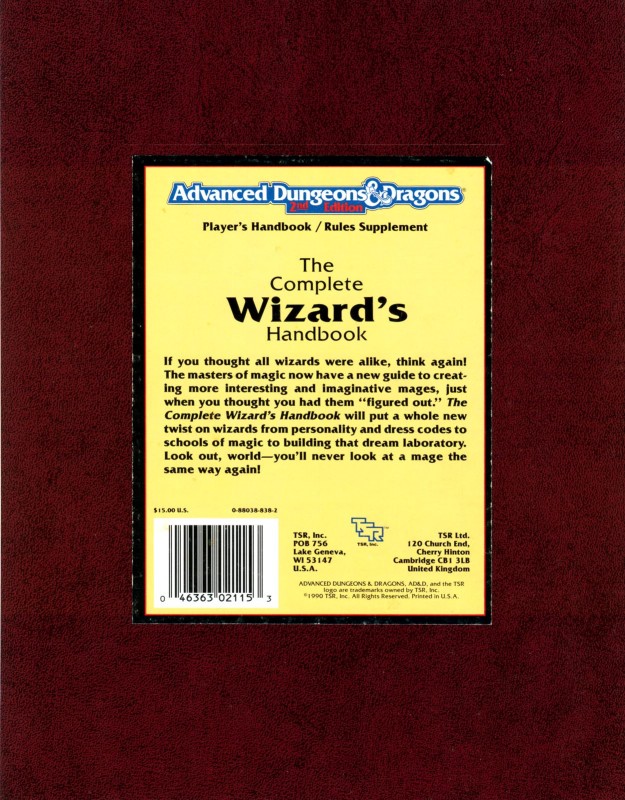 Advanced Dungeons & Dragons®
2nd Edition
Player's Handbook / Rules Supplement
The
Complete
Wizard's
Handbook
If you thought all wizards were alike, think again!
The masters of magic now have a new guide to creat-
ing more interesting and imaginative mages, just
when you thought you had them “figured out.” The
Complete Wizard's Handbook will put a whole new
twist on wizards from personality and dress codes to
schools of magic to building that dream laboratory.
Look out, world—you'll never look at a mage the
same way again!
$15.00 U.S. 0-88038-838-2
TSR™
TSR, Inc.
TSR, Inc.
POB 756
Lake Geneva,
WI 53147
U.S.A.
TSR Ltd.
120 Church End,
Cherry Hinton
Cambridge CB1 3LB
United Kingdom
ADVANCED DUNGEONS & DRAGONS, AD&D, and the TSR
logo are trademarks owned by TSR, Inc.
©1990 TSR, Inc. All Rights Reserved. Printed in U.S.A.
0 46363 02115 3